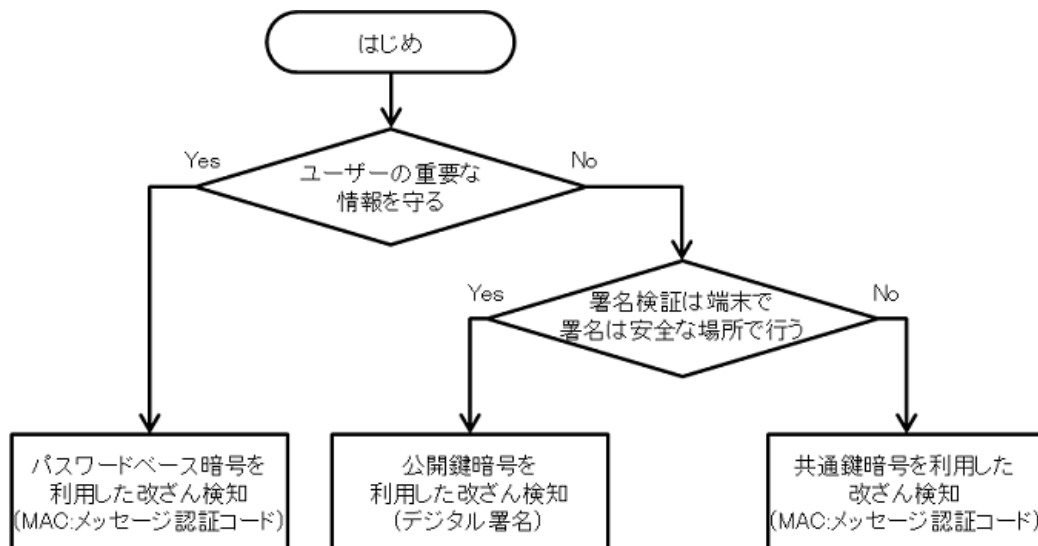 はじめ
Yes
No
ユーザーの重要な
情報を守る
Yes
No
署名検証は端末で
署名は安全な場所で行う
パスワードベース暗号を
利用した改ざん検知
(MAC:メッセージ認証コード)
公開鍵暗号を
利用した改ざん検知
(デジタル署名)
共通鍵暗号を利用した
改ざん検知
(MAC:メッセージ認証コード)